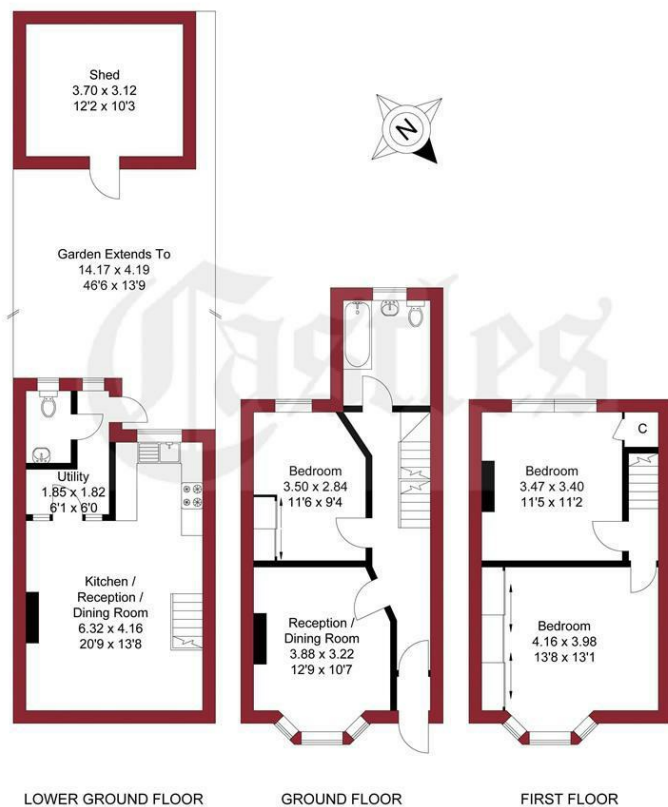 Shed
3.70 x 3.12
12'2 x 10'3
N
Garden Extends To
14.17 x 4.19
46'6 x 13'9
Castles
Utility
1.85 x 1.82
6'1 x 6'0
Kitchen /
Reception /
Dining Room
6.32 x 4.16
20'9 x 13'8
LOWER GROUND FLOOR
Bedroom
3.50 x 2.84
11'6 x 9'4
Reception /
Dining Room
3.88 x 3.22
12'9 x 10'7
GROUND FLOOR
C
Bedroom
3.47 x 3.40
11'5 x 11'2
Bedroom
4.16 x 3.98
13'8 x 13'1
FIRST FLOOR